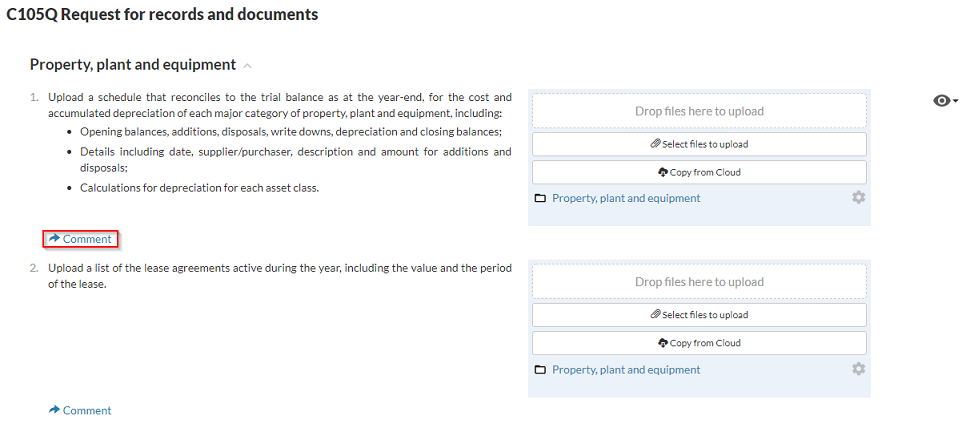 C105Q Request for records and documents
Property, plant and equipment
1. Upload a schedule that reconciles to the trial balance as at the year-end, for the cost and
accumulated depreciation of each major category of property, plant and equipment, including:
• Opening balances, additions, disposals, write downs, depreciation and closing balances;
• Details including date, supplier/purchaser, description and amount for additions and
disposals;
• Calculations for depreciation for each asset class.
Drop files here to upload
Select files to upload
Copy from Cloud
Property, plant and equipment
Comment
2. Upload a list of the lease agreements active during the year, including the value and the period
of the lease.
Drop files here to upload
Select files to upload
Copy from Cloud
Property, plant and equipment
Comment